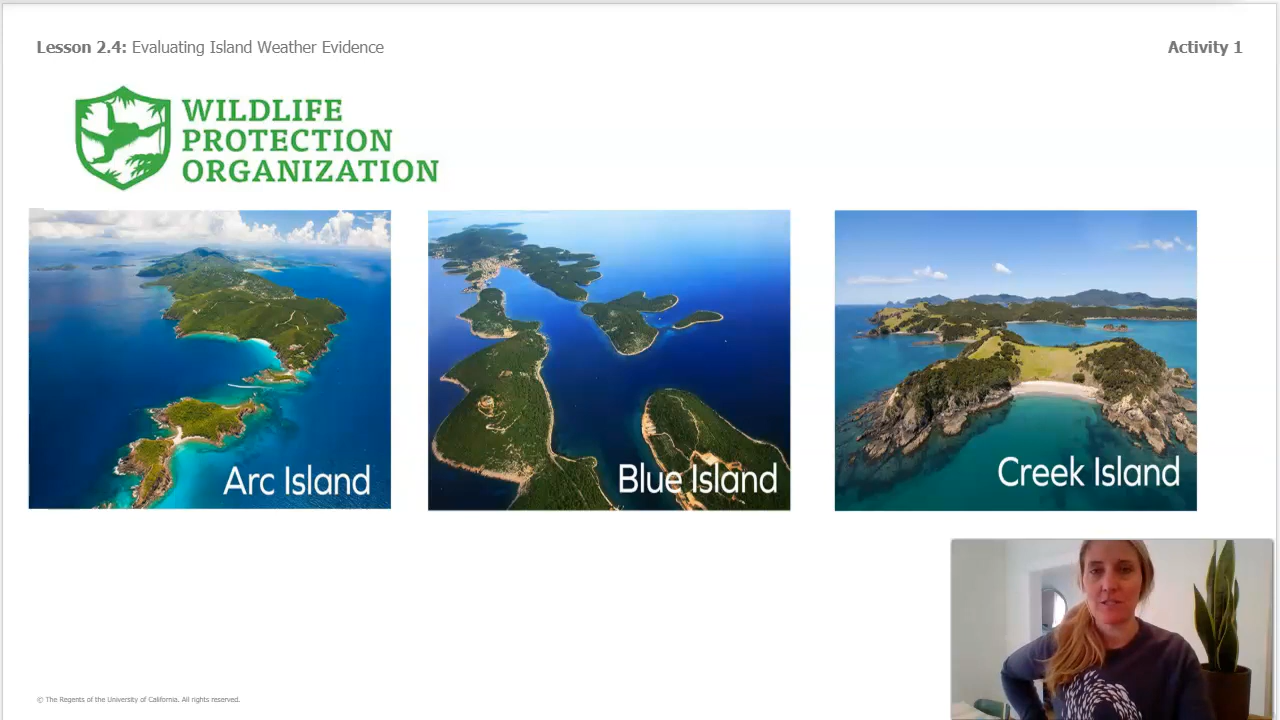 Lesson 2.4: Evaluating Island Weather Evidence
Activity 1
WILDLIFE
PROTECTION
ORGANIZATION
Arc Island
Blue Island
Creek Island
© The Regents of the University of California. All rights reserved.